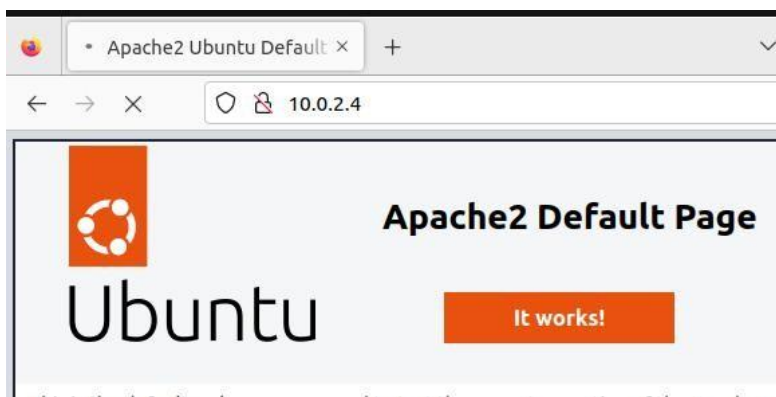 Apache2 Ubuntu Default
10.0.2.4
Apache2 Default Page
Ubuntu
It works!